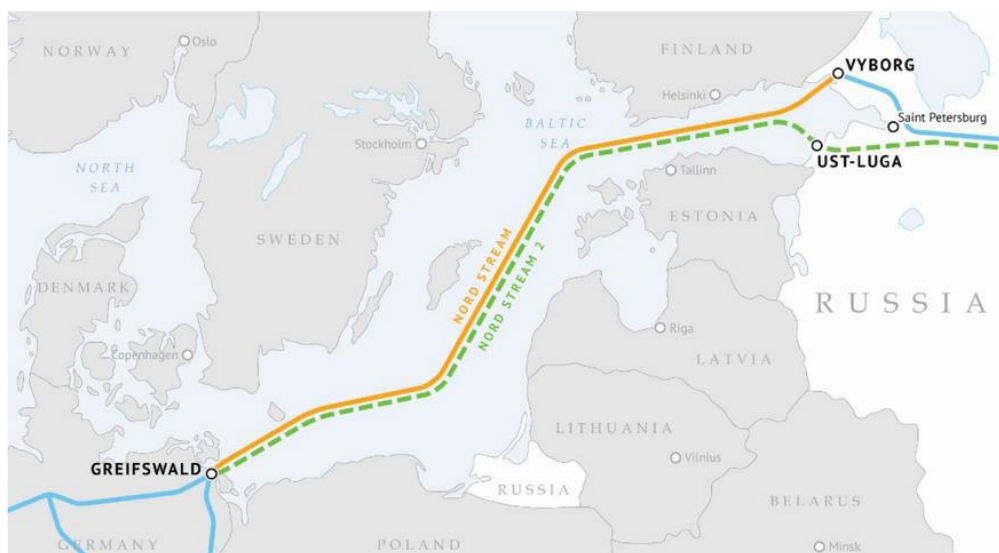 NORWAY
Oslo
FINLAND
VYBORG
Helsinki
Saint Petersburg
BALTIC
SEA
Stockholm
UST-LUGA
NORTH
SEA
Tallinn
ESTONIA
SWEDEN
NORD STREAM
NORD STREAM 2
DENMARK
RUSSIA
Riga
Copenhagen
LATVIA
LITHUANIA
GREIFSWALD
Vilnius
RUSSIA
BELARUS
GERMANY
POLAND
Minsk